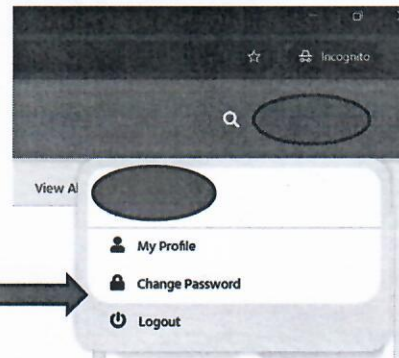 Incognito
View Al
My Profile
Change Password
Logout